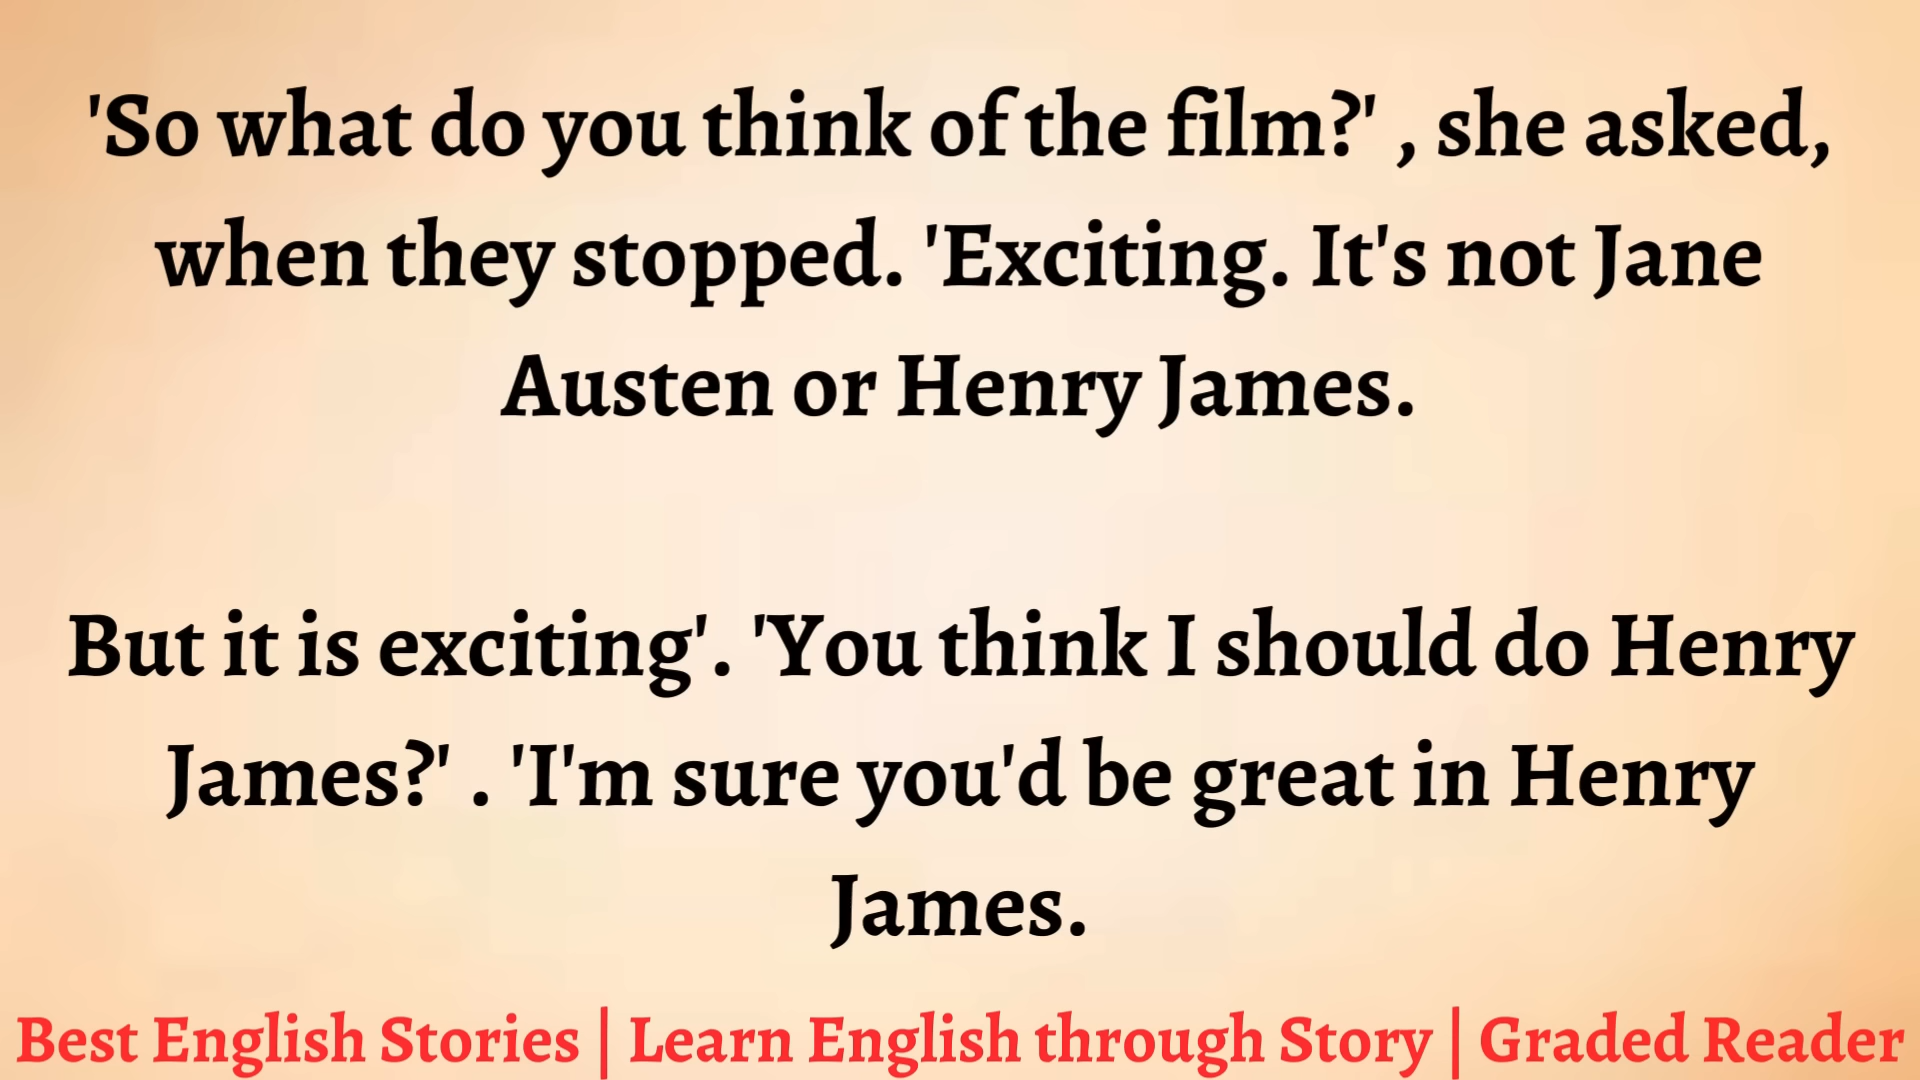 'So what do you think of the film?' , she asked,
when they stopped. 'Exciting. It's not Jane
Austen or Henry James.
But it is exciting'. 'You think I should do Henry
James?' . 'I'm sure you'd be great in Henry
James.
Best English Stories | Learn English through Story | Graded Reader